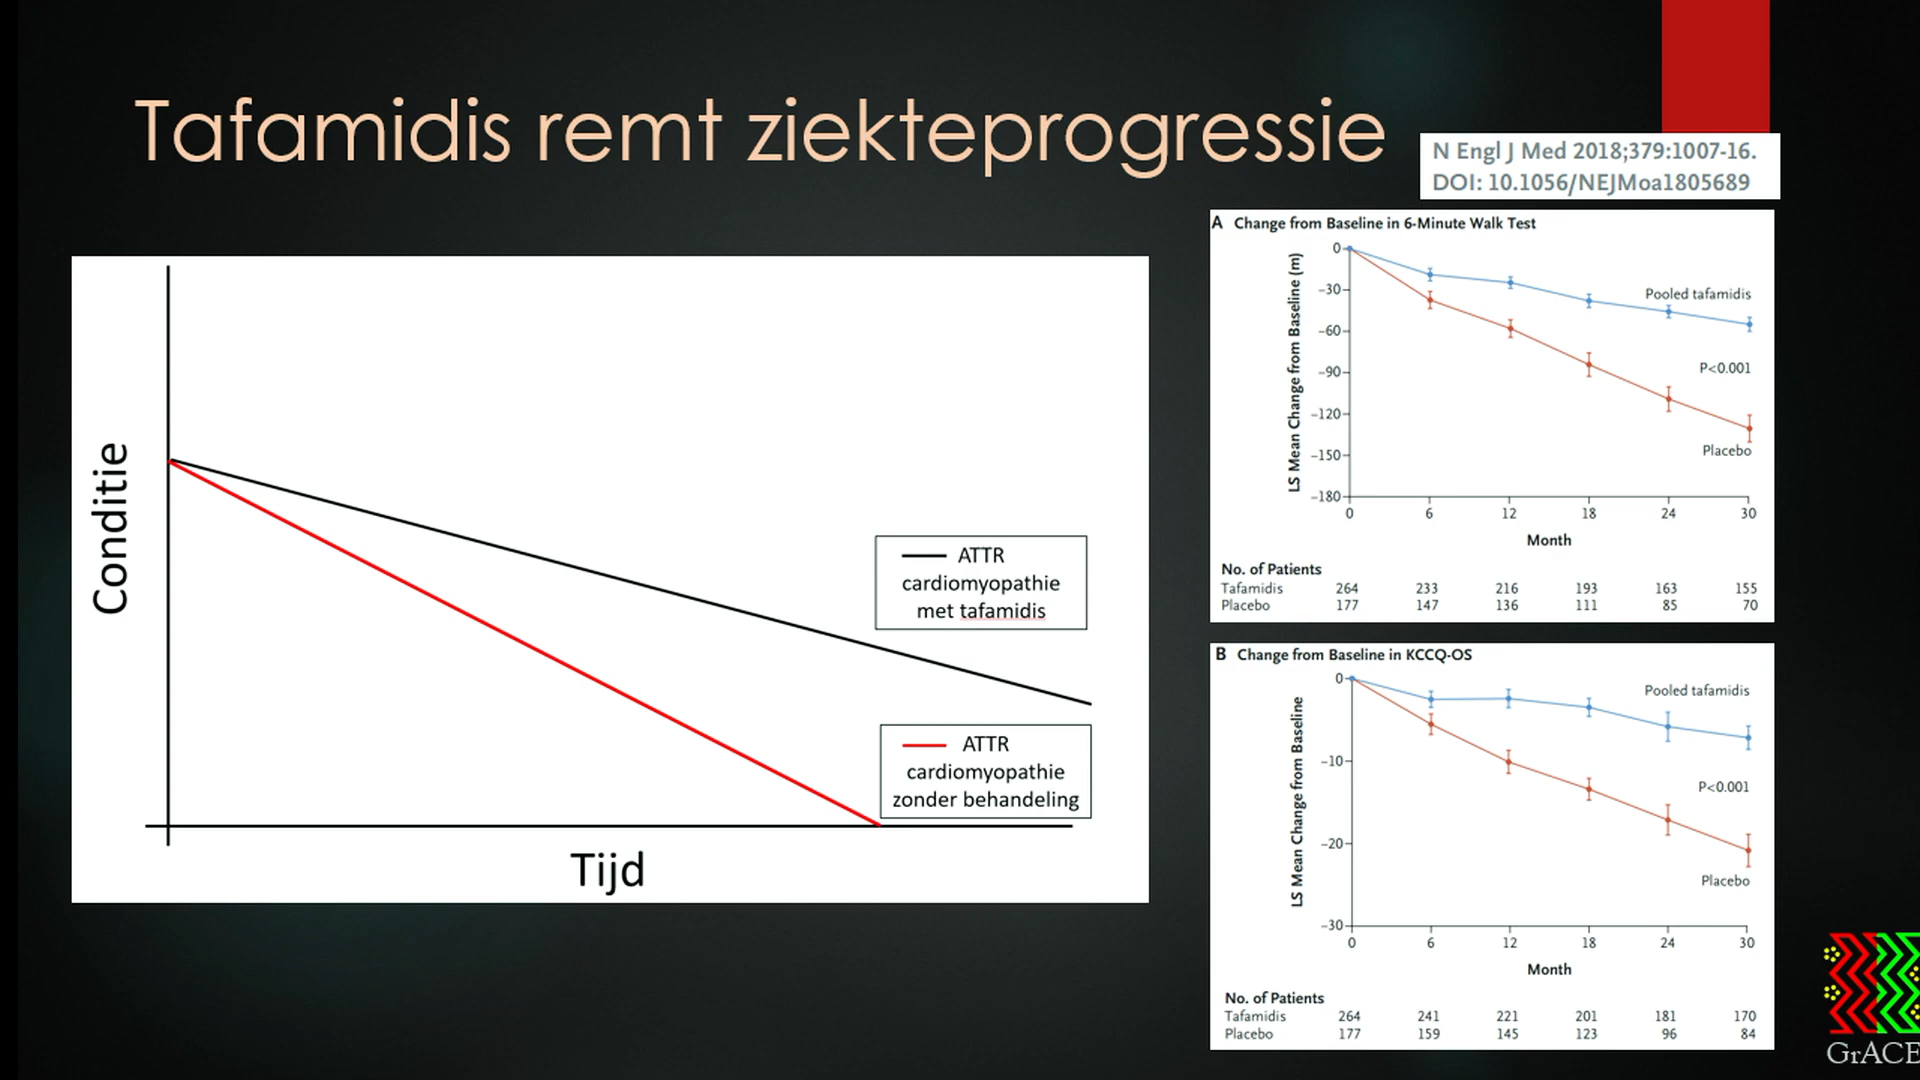 Tafamidis remt ziekteprogressie
N Engl J Med 2018;379:1007-16.
DOI: 10.1056/NEJMoa1805689
Conditie
ATTR
cardiomyopathie
met tafamidis
ATTR
cardiomyopathie
zonder behandeling
Tijd
A Change from Baseline in 6-Minute Walk Test
LS Mean Change from Baseline (m)
0
–30
–60
–90
–120
–150
–180
Pooled tafamidis
P<0.001
Placebo
0 6 12 18 24 30
Month
No. of Patients
Tafamidis 264 233 216 193 163 155
Placebo 177 147 136 111 85 70
B Change from Baseline in KCCQ-OS
LS Mean Change from Baseline
0
–10
–20
–30
Pooled tafamidis
P<0.001
Placebo
0 6 12 18 24 30
Month
No. of Patients
Tafamidis 264 241 221 201 181 170
Placebo 177 159 145 123 96 84
GrACE